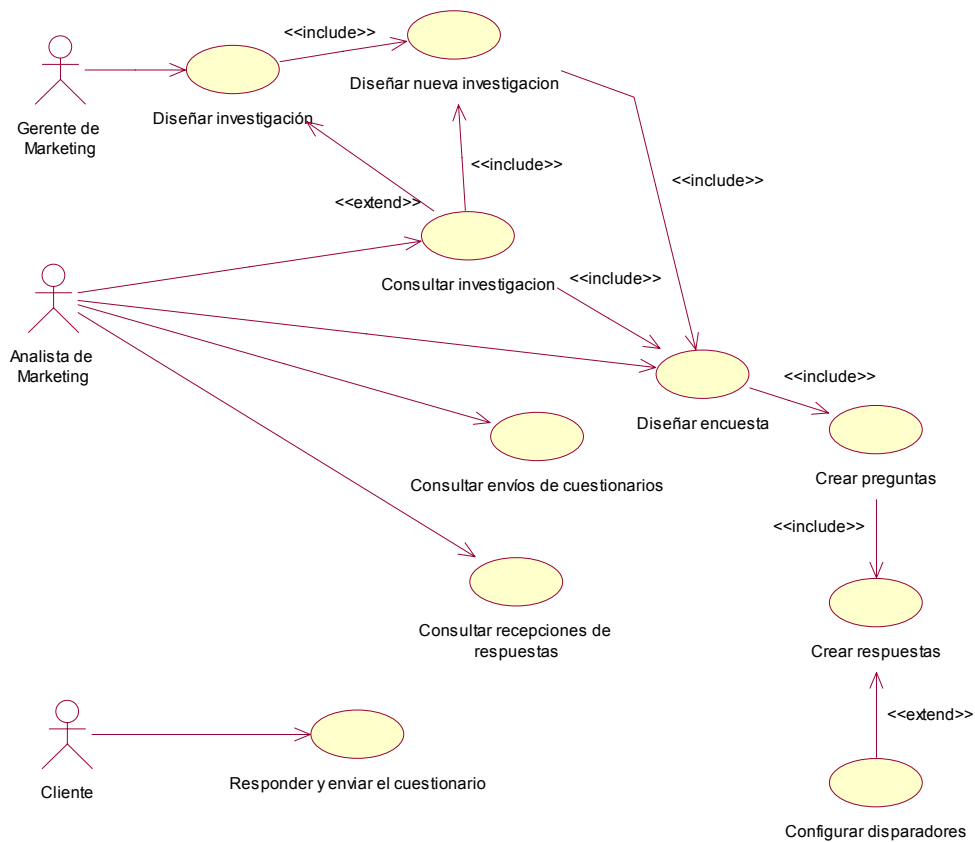 <<include>>
Diseñar nueva investigacion
Diseñar investigación
Gerente de
Marketing
<<include>>
<<include>>
<<extend>>
Consultar investigacion
<<include>>
Analista de
Marketing
<<include>>
Diseñar encuesta
Consultar envíos de cuestionarios
Crear preguntas
<<include>>
Consultar recepciones de
respuestas
Crear respuestas
<<extend>>
Cliente
Responder y enviar el cuestionario
Configurar disparadores